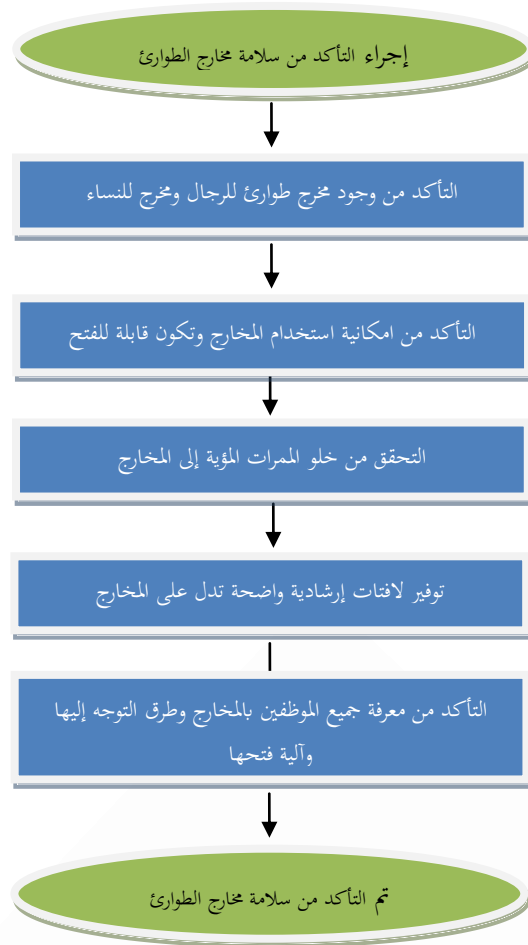 إجراء التأكد من سلامة مخارج الطوارئ
التأكد من وجود مخرج طوارئ للرجال ومخرج للنساء
التأكد من امكانية استخدام المخارج وتكون قابلة للفتح
التحقق من خلو الممرات المؤية إلى المخارج
توفير لافتات إرشادية واضحة تدل على المخارج
التأكد من معرفة جميع الموظفين بالمخارج وطرق التوجه إليها
وآلية فتحها
تم التأكد من سلامة مخارج الطوارئ